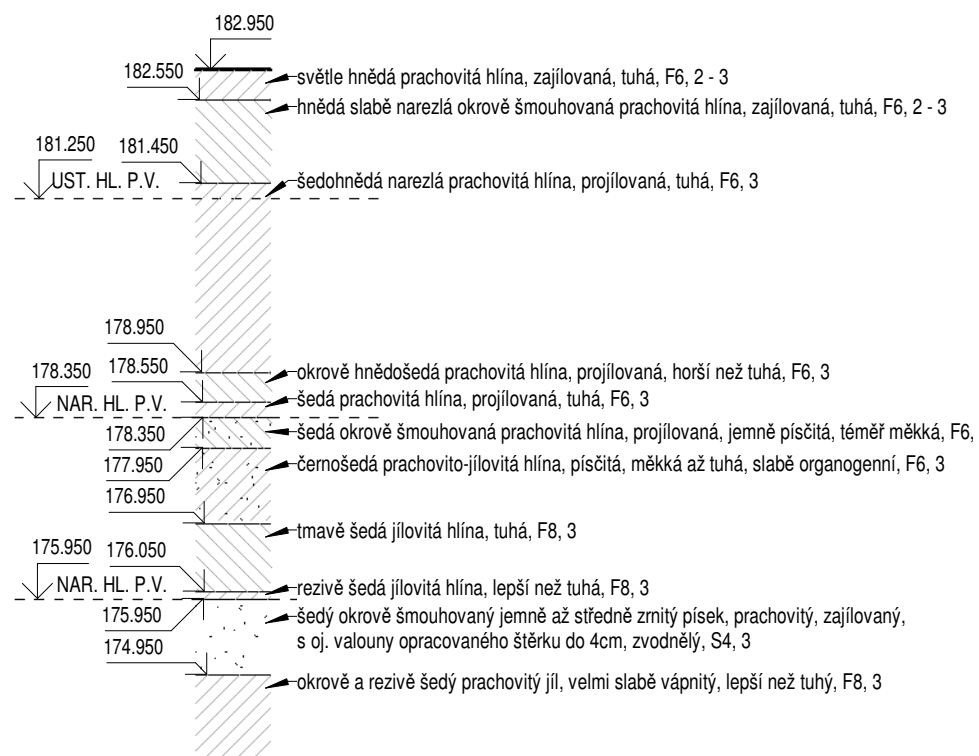 182.950
182.550
světle hnědá prachovitá hlína, zajílovaná, tuhá, F6, 2 - 3
hnědá slabě narezlá okrově šmouhovaná prachovitá hlína, zajílovaná, tuhá, F6, 2 - 3
181.250
181.450
UST. HL. P.V.
šedohnědá narezlá prachovitá hlína, projílovaná, tuhá, F6, 3
178.950
178.350
178.550
okrově hnědošedá prachovitá hlína, projílovaná, horší než tuhá, F6, 3
NAR. HL. P.V.
šedá prachovitá hlína, projílovaná, tuhá, F6, 3
178.350
šedá okrově šmouhovaná prachovitá hlína, projílovaná, jemně písčitá, téměř měkká, F6,
177.950
černošedá prachovito-jílovitá hlína, písčitá, měkká až tuhá, slabě organogenní, F6, 3
176.950
tmavě šedá jílovitá hlína, tuhá, F8, 3
175.950
176.050
NAR. HL. P.V.
rezivě šedá jílovitá hlína, lepší než tuhá, F8, 3
175.950
šedý okrově šmouhovaný jemně až středně zrnitý písek, prachovitý, zajílovaný,
s oj. valouny opracovaného štěrku do 4cm, zvodnělý, S4, 3
174.950
okrově a rezivě šedý prachovitý jíl, velmi slabě vápnitý, lepší než tuhý, F8, 3